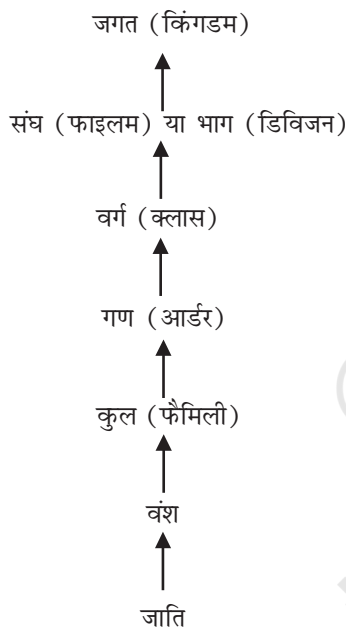 जगत (किंगडम)
संघ (फाइलम) या भाग (डिविजन)
वर्ग (क्लास)
गण (आर्डर)
कुल (फैमिली)
वंश
जाति